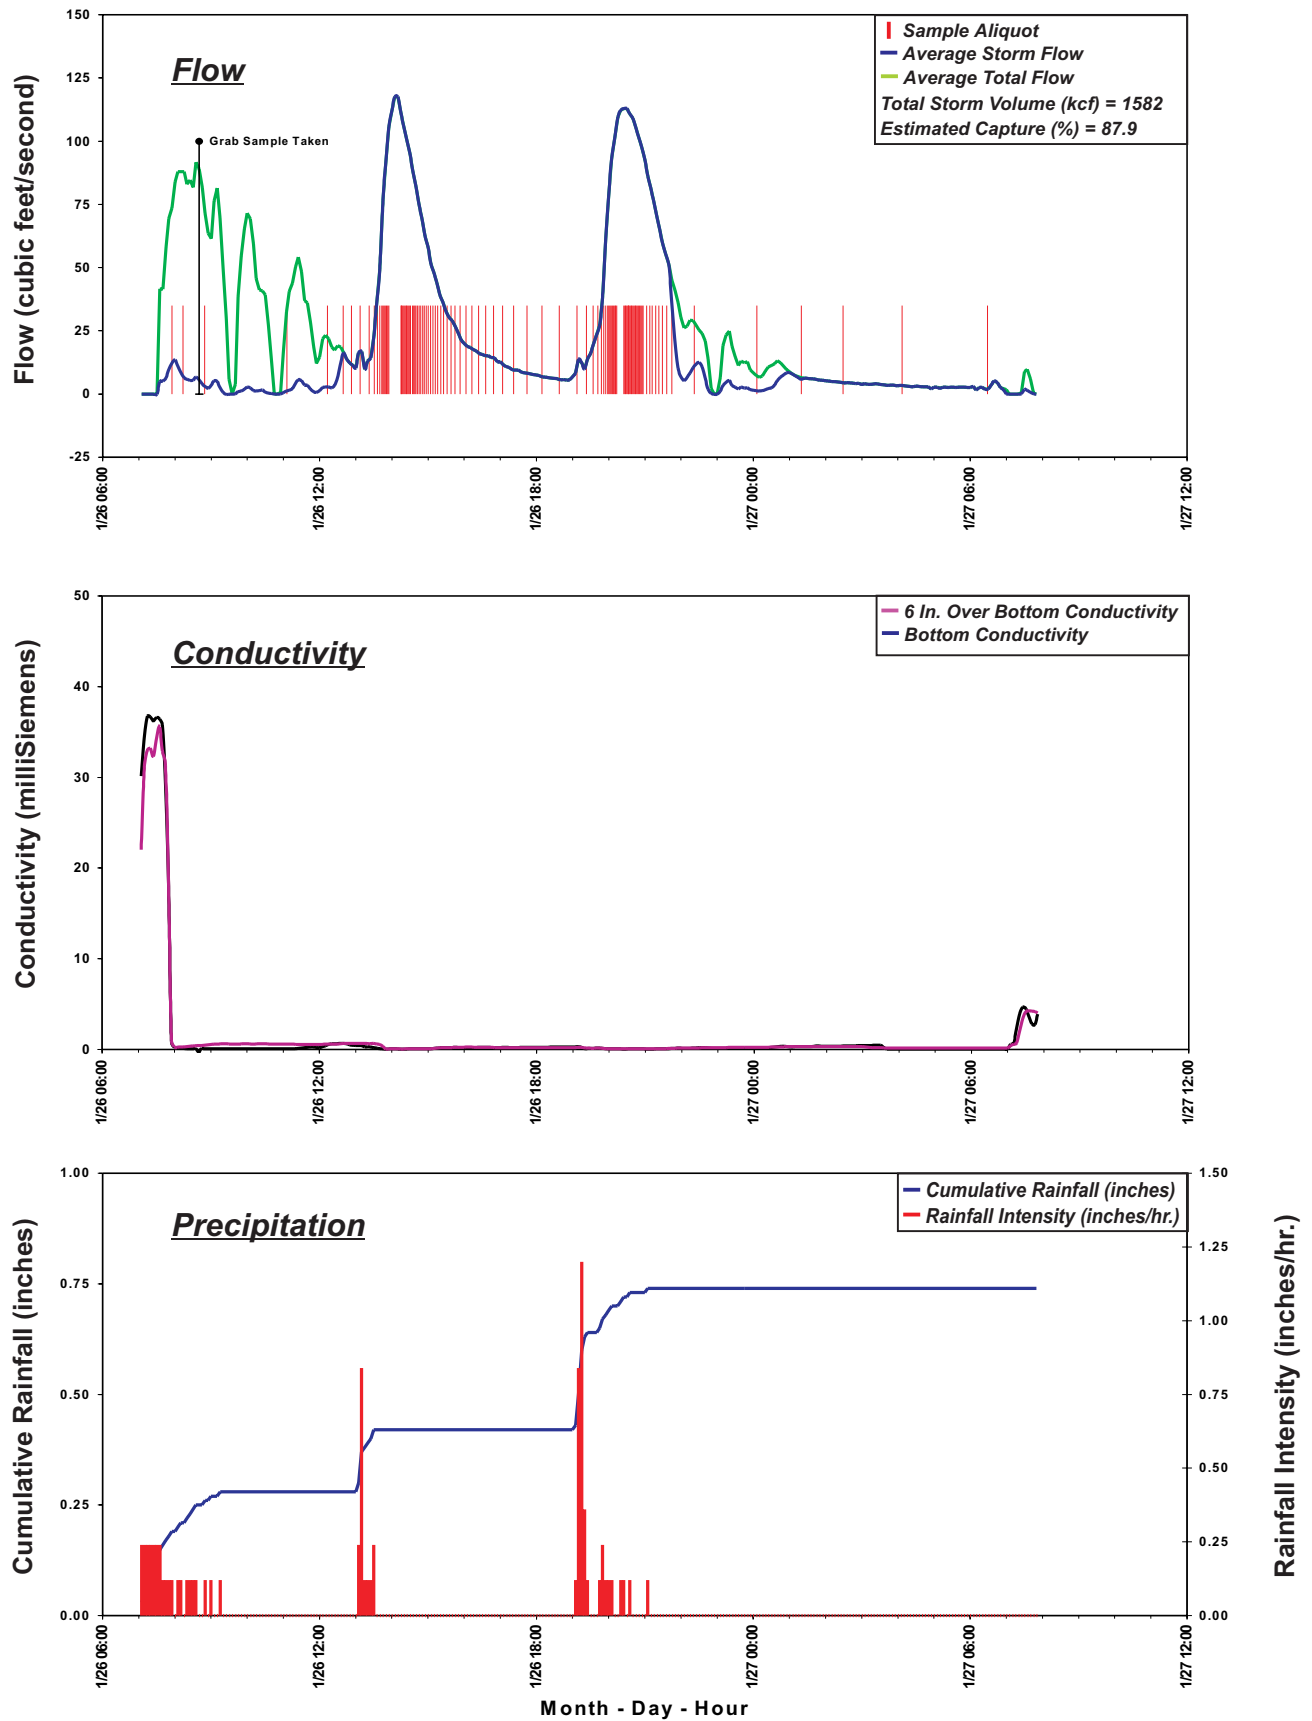 Flow
Sample Aliquot
Average Storm Flow
Average Total Flow
Total Storm Volume (kcf) = 1582
Estimated Capture (%) = 87.9
Grab Sample Taken
Flow (cubic feet/second)
150
125
100
75
50
25
0
-25
1/26 06:00
1/26 12:00
1/26 18:00
1/27 00:00
1/27 06:00
1/27 12:00
Conductivity
6 In. Over Bottom Conductivity
Bottom Conductivity
Conductivity (milliSiemens)
50
40
30
20
10
0
1/26 06:00
1/26 12:00
1/26 18:00
1/27 00:00
1/27 06:00
1/27 12:00
Precipitation
Cumulative Rainfall (inches)
Rainfall Intensity (inches/hr.)
Cumulative Rainfall (inches)
1.00
0.75
0.50
0.25
0.00
1.50
1.25
1.00
0.75
0.50
0.25
0.00
Rainfall Intensity (inches/hr.)
1/26 06:00
1/26 12:00
1/26 18:00
1/27 00:00
1/27 06:00
1/27 12:00
Month - Day - Hour